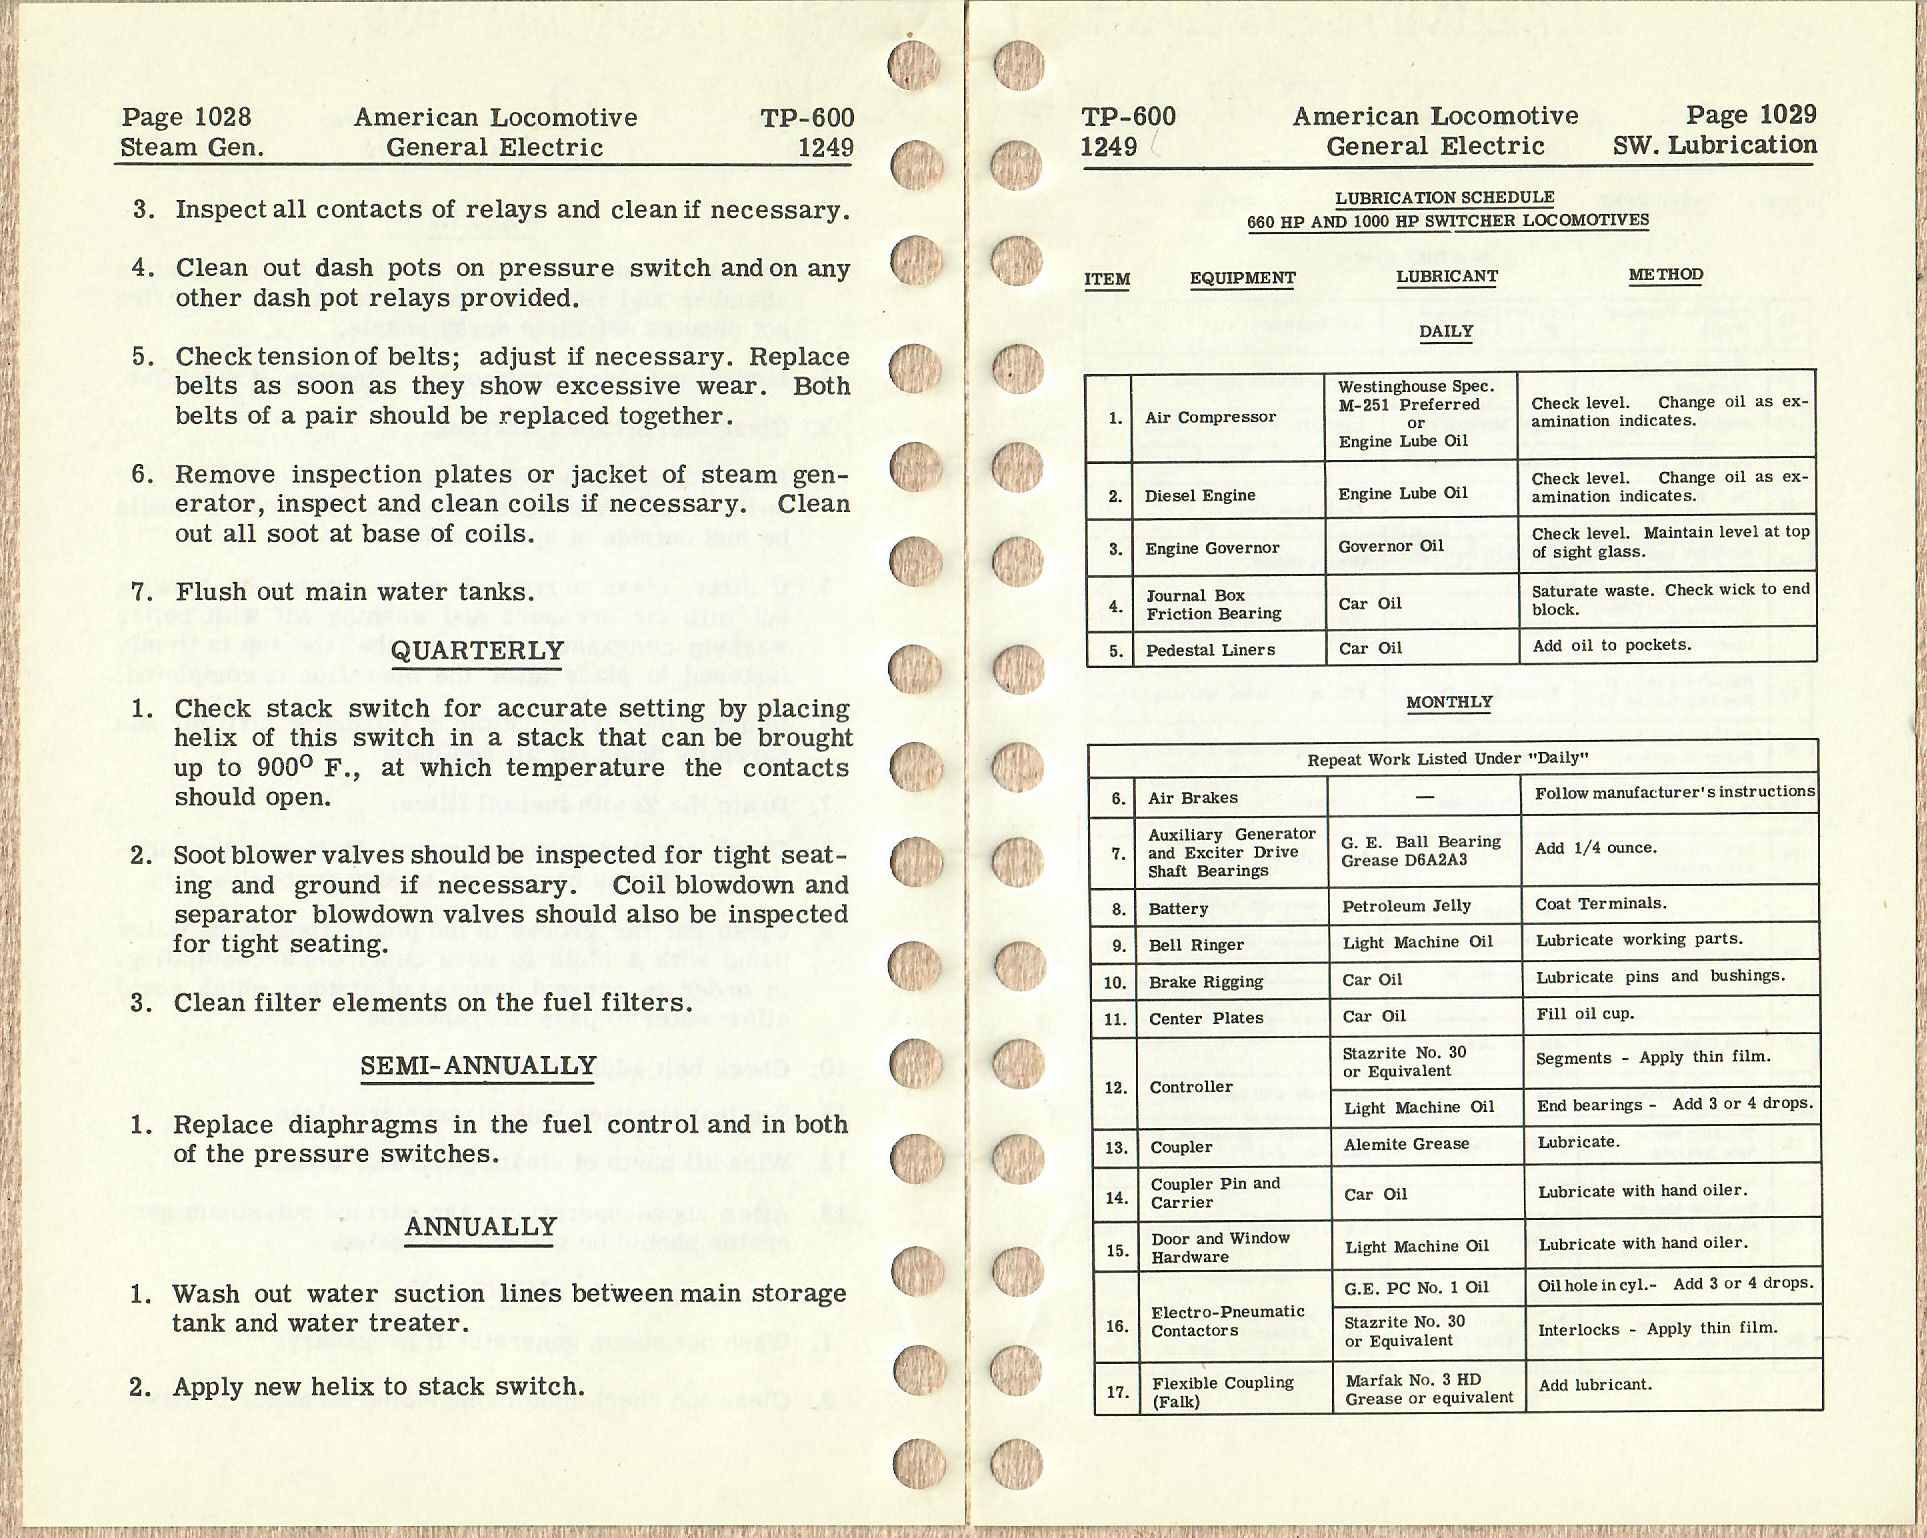 Page 1028 American Locomotive TP-600
Steam Gen. General Electric 1249
3. Inspect all contacts of relays and clean if necessary.
4. Clean out dash pots on pressure switch and on any
other dash pot relays provided.
5. Check tension of belts; adjust if necessary. Replace
belts as soon as they show excessive wear. Both
belts of a pair should be replaced together.
6. Remove inspection plates or jacket of steam gen-
erator, inspect and clean coils if necessary. Clean
out all soot at base of coils.
7. Flush out main water tanks.
QUARTERLY
1. Check stack switch for accurate setting by placing
helix of this switch in a stack that can be brought
up to 900° F., at which temperature the contacts
should open.
2. Soot blower valves should be inspected for tight seat-
ing and ground if necessary. Coil blowdown and
separator blowdown valves should also be inspected
for tight seating.
3. Clean filter elements on the fuel filters.
SEMI-ANNUALLY
1. Replace diaphragms in the fuel control and in both
of the pressure switches.
ANNUALLY
1. Wash out water suction lines between main storage
tank and water treater.
2. Apply new helix to stack switch.
TP-600 American Locomotive Page 1029
1249 General Electric SW. Lubrication
LUBRICATION SCHEDULE
660 HP AND 1000 HP SWITCHER LOCOMOTIVES
ITEM EQUIPMENT LUBRICANT METHOD
DAILY
1. Air Compressor
Westinghouse Spec.
M-251 Preferred
or
Engine Lube Oil
Check level. Change oil as ex-
amination indicates.
2. Diesel Engine
Engine Lube Oil
Check level. Change oil as ex-
amination indicates.
3. Engine Governor
Governor Oil
Check level. Maintain level at top
of sight glass.
4. Journal Box
Friction Bearing
Car Oil
Saturate waste. Check wick to end
block.
5. Pedestal Liners Car Oil Add oil to pockets.
MONTHLY
Repeat Work Listed Under "Daily"
6. Air Brakes — Follow manufacturer's instructions
7. Auxiliary Generator
and Exciter Drive
Shaft Bearings
G. E. Ball Bearing
Grease D6A2A3
Add 1/4 ounce.
8. Battery Petroleum Jelly Coat Terminals.
9. Bell Ringer Light Machine Oil Lubricate working parts.
10. Brake Rigging Car Oil Lubricate pins and bushings.
11. Center Plates Car Oil Fill oil cup.
12. Controller
Stazrite No. 30
or Equivalent
Segments - Apply thin film.
Light Machine Oil End bearings - Add 3 or 4 drops.
13. Coupler Alemite Grease Lubricate.
14. Coupler Pin and
Carrier
Car Oil Lubricate with hand oiler.
15. Door and Window
Hardware
Light Machine Oil Lubricate with hand oiler.
16. Electro-Pneumatic
Contactors
G.E. PC No. 1 Oil Oil hole in cyl.- Add 3 or 4 drops.
Stazrite No. 30
or Equivalent
Interlocks - Apply thin film.
17. Flexible Coupling
(Falk)
Marfak No. 3 HD
Grease or equivalent
Add lubricant.